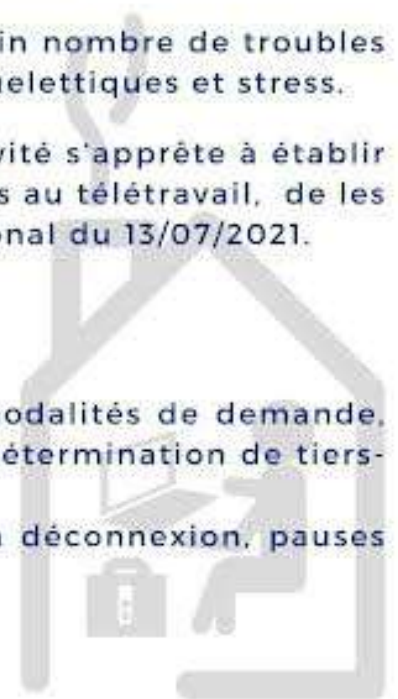 in nombre de troubles
elettiques et stress.
vité s'apprête à établir
s au télétravail, de les
onal du 13/07/2021.
odalités de demande,
étermination de tiers-
déconnexion, pauses